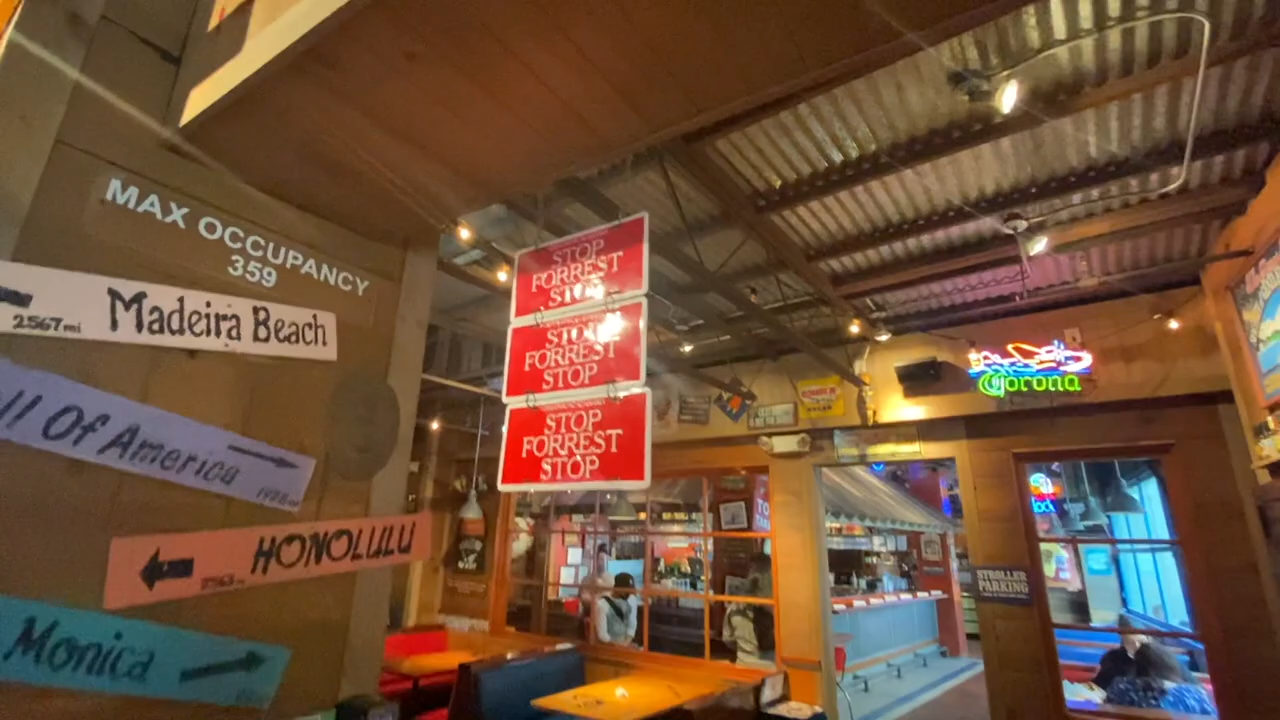 MAX OCCUPANCY
359
2567 mi Madeira Beach
ll Of America
HONOLULU
Monica
STOP
FORREST
STOP
STOP
FORREST
STOP
STOP
FORREST
STOP
Corona
STROLLER
PARKING